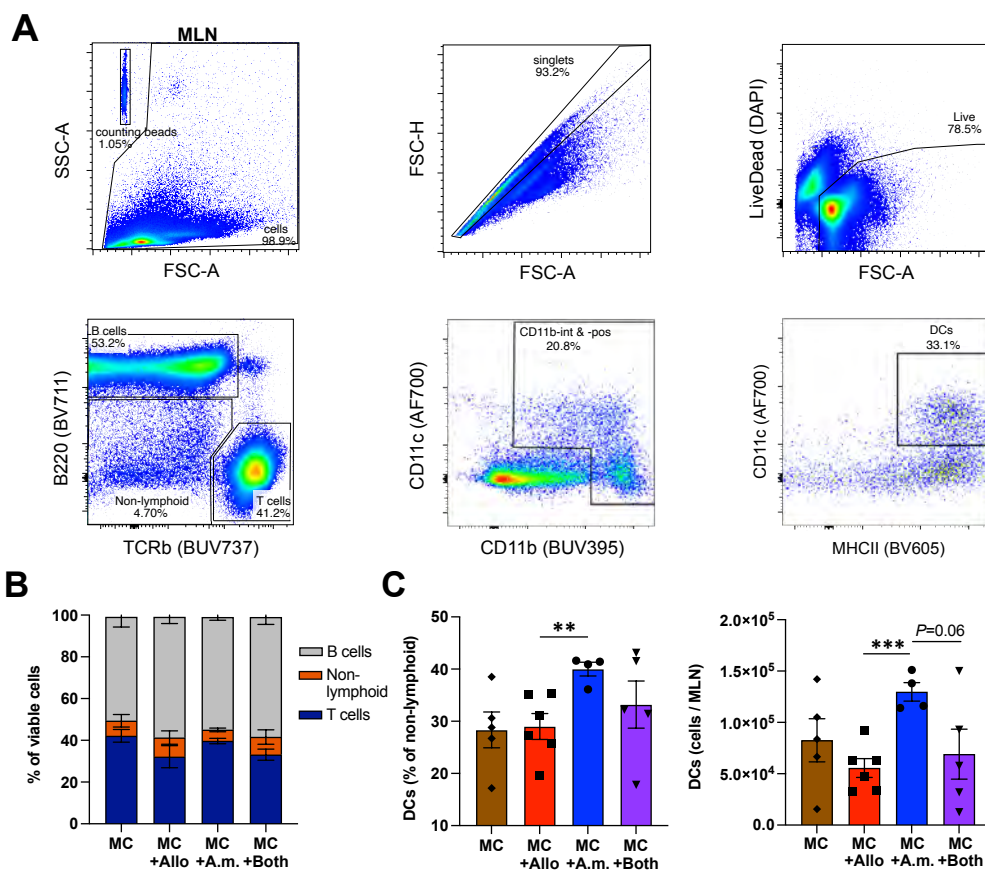 A
MLN
SSC-A
counting beads
1.05%
cells
98.9%
FSC-A
FSC-H
singlets
93.2%
FSC-A
LiveDead (DAPI)
Live
78.5%
FSC-A
B220 (BV711)
B cells
53.2%
Non-lymphoid
4.70%
T cells
41.2%
TCRb (BUV737)
CD11c (AF700)
CD11b-int & -pos
20.8%
CD11b (BUV395)
CD11c (AF700)
DCs
33.1%
MHCII (BV605)
B
% of viable cells
100
80
60
40
20
0
MC
MC
+Allo
MC
+A.m.
MC
+Both
B cells
Non-
lymphoid
T cells
C
DCs (% of non-lymphoid)
50
40
30
20
10
**
MC
MC
+Allo
MC
+A.m.
MC
+Both
DCs (cells / MLN)
2.0×10⁵
1.5×10⁵
1.0×10⁵
5.0×10⁴
0.0
***
P=0.06
MC
MC
+Allo
MC
+A.m.
MC
+Both